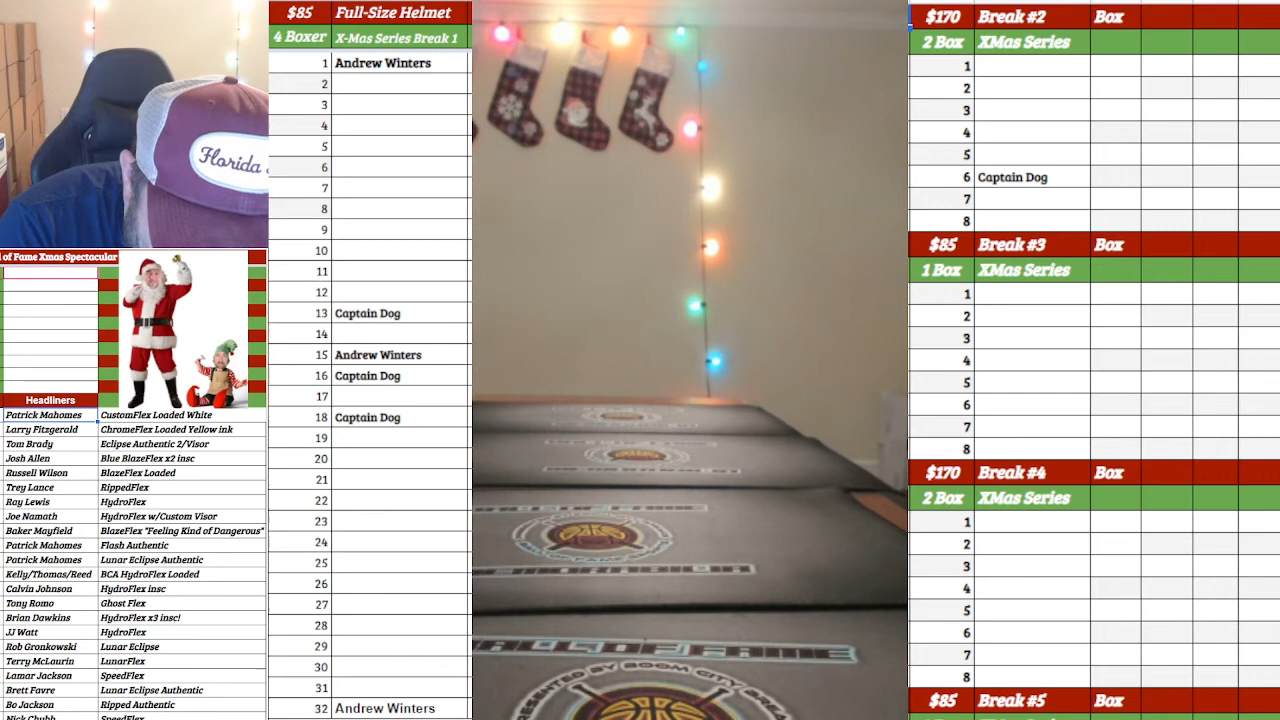 Florida
l of Fame Xmas Spectacular
Headliners
Patrick Mahomes CustomFlex Loaded White
Larry Fitzgerald ChromeFlex Loaded Yellow ink
Tom Brady Eclipse Authentic 2/Visor
Josh Allen Blue BlazeFlex x2 insc
Russell Wilson BlazeFlex Loaded
Trey Lance RippedFlex
Ray Lewis HydroFlex
Joe Namath HydroFlex w/Custom Visor
Baker Mayfield BlazeFlex "Feeling Kind of Dangerous"
Patrick Mahomes Flash Authentic
Patrick Mahomes Lunar Eclipse Authentic
Kelly/Thomas/Reed BCA HydroFlex Loaded
Calvin Johnson HydroFlex insc
Tony Romo Ghost Flex
Brian Dawkins HydroFlex x3 insc!
JJ Watt HydroFlex
Rob Gronkowski Lunar Eclipse
Terry McLaurin LunarFlex
Lamar Jackson SpeedFlex
Brett Favre Lunar Eclipse Authentic
Bo Jackson Ripped Authentic
Nick Chubb SpeedFlex
$85 Full-Size Helmet
4 Boxer X-Mas Series Break 1
1 Andrew Winters
2
3
4
5
6
7
8
9
10
11
12
13 Captain Dog
14
15 Andrew Winters
16 Captain Dog
17
18 Captain Dog
19
20
21
22
23
24
25
26
27
28
29
30
31
32 Andrew Winters
HALL OF FAME
PRESENTED BY BOOM CITY BREA
$170 Break #2 Box
2 Box XMas Series
1
2
3
4
5
6 Captain Dog
7
8
$85 Break #3 Box
1 Box XMas Series
1
2
3
4
5
6
7
8
$170 Break #4 Box
2 Box XMas Series
1
2
3
4
5
6
7
8
$85 Break #5 Box